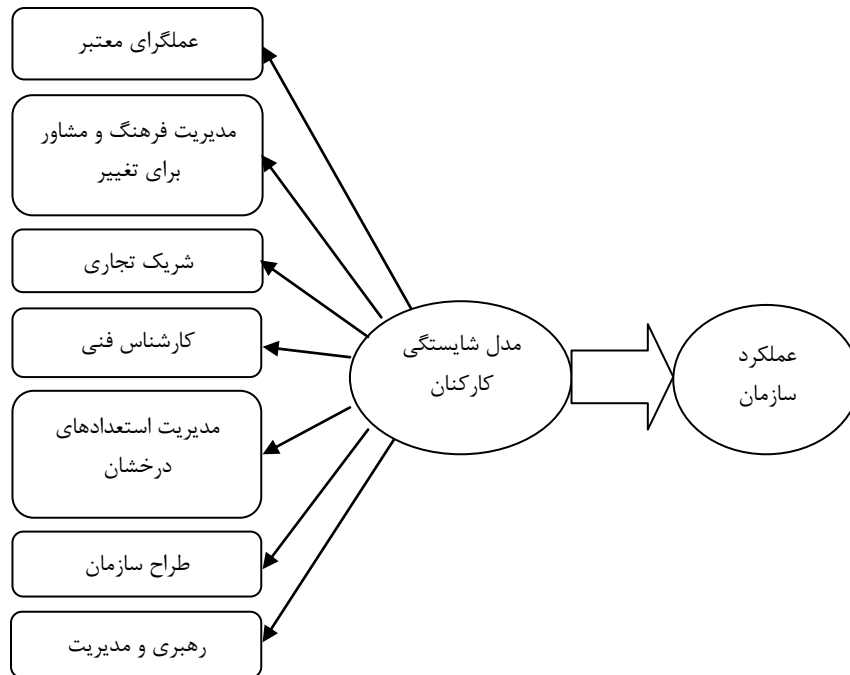 عملگرای معتبر
مدیریت فرهنگ و مشاور
برای تغییر
شریک تجاری
کارشناس فنی
مدیریت استعدادهای
درخشان
طراح سازمان
رهبری و مدیریت
مدل شایستگی
کارکنان
عملکرد
سازمان